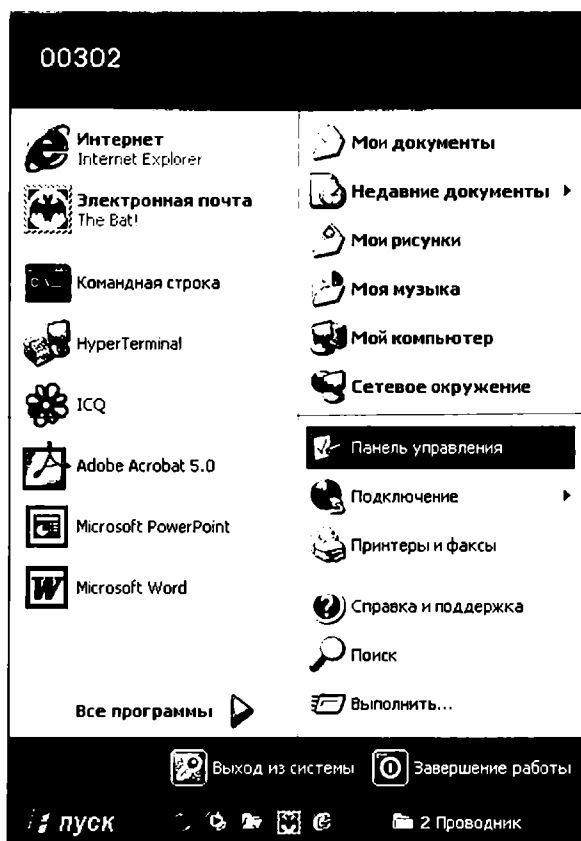 00302
Интернет
Internet Explorer
Электронная почта
The Bat!
Командная строка
HyperTerminal
ICQ
Adobe Acrobat 5.0
Microsoft PowerPoint
Microsoft Word
Все программы
Мои документы
Недавние документы
Мои рисунки
Моя музыка
Мой компьютер
Сетевое окружение
Панель управления
Подключение
Принтеры и факсы
Справка и поддержка
Поиск
Выполнить...
Выход из системы
Завершение работы
пуск
2 Проводник